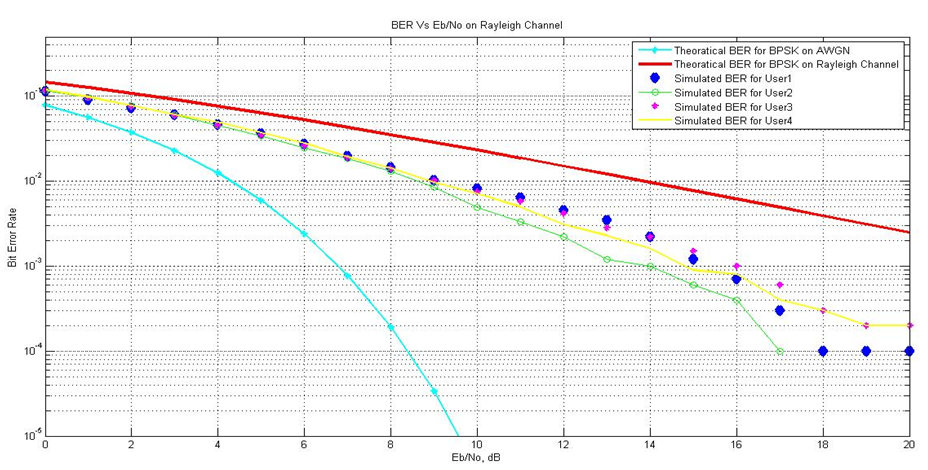 BER Vs Eb/No on Rayleigh Channel
Theoratical BER for BPSK on AWGN
Theoratical BER for BPSK on Rayleigh Channel
Simulated BER for User1
Simulated BER for User2
Simulated BER for User3
Simulated BER for User4
10^-1
10^-2
10^-3
10^-4
10^-5
Bit Error Rate
0 2 4 6 8 10 12 14 16 18 20
Eb/No, dB